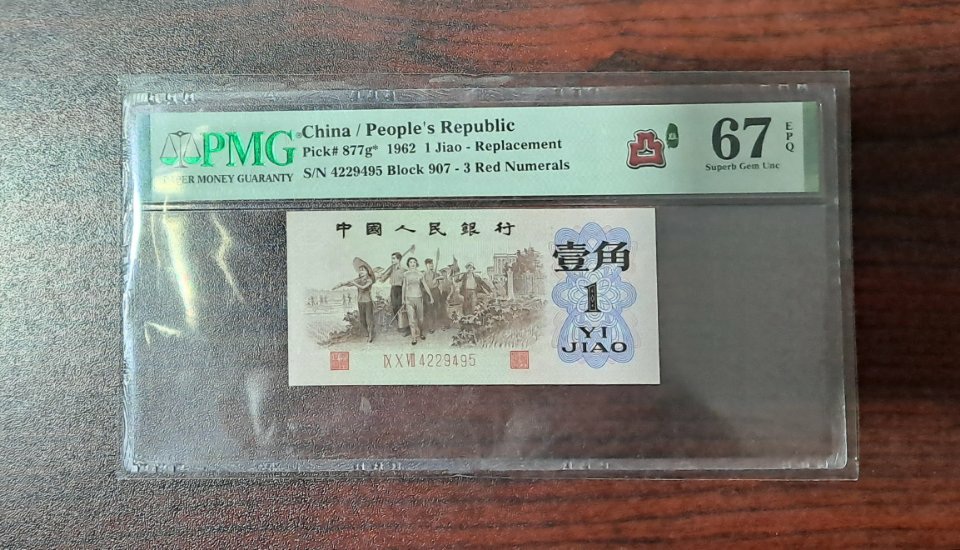 PMG
PAPER MONEY GUARANTY
China / People's Republic
Pick# 877g* 1962 1 Jiao - Replacement
S/N 4229495 Block 907 - 3 Red Numerals
凸
67
EPQ
Superb Gem Unc
中國人民銀行
壹角
1
YI
JIAO
IX X VII 4229495